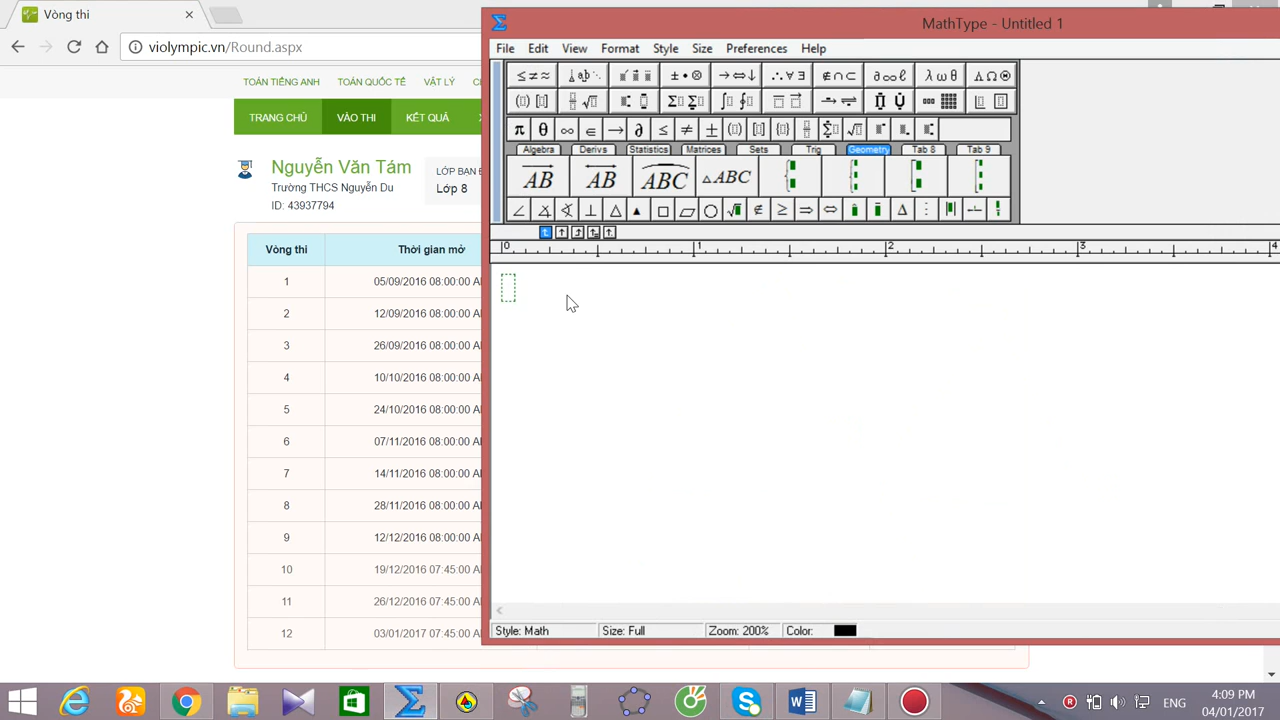 Vòng thi
violympic.vn/Round.aspx
TOÁN TIẾNG ANH TOÁN QUỐC TẾ VẬT LÝ
TRANG CHỦ VÀO THI KẾT QUẢ
Nguyễn Văn Tám
Trường THCS Nguyễn Du
ID: 43937794
LỚP BẠN
Lớp 8
Vòng thi Thời gian mở
1 05/09/2016 08:00:00 A
2 12/09/2016 08:00:00 A
3 26/09/2016 08:00:00 A
4 10/10/2016 08:00:00 A
5 24/10/2016 08:00:00 A
6 07/11/2016 08:00:00 A
7 14/11/2016 08:00:00 A
8 28/11/2016 08:00:00 A
9 12/12/2016 08:00:00 A
10 19/12/2016 07:45:00 A
11 26/12/2016 07:45:00 A
12 03/01/2017 07:45:00 A
MathType - Untitled 1
File Edit View Format Style Size Preferences Help
Algebra Derivs Statistics Matrices Sets Trig Geometry Tab 8 Tab 9
AB AB ABC △ABC
0 1 2 3 4
Style: Math Size: Full Zoom: 200% Color:
ENG
4:09 PM
04/01/2017